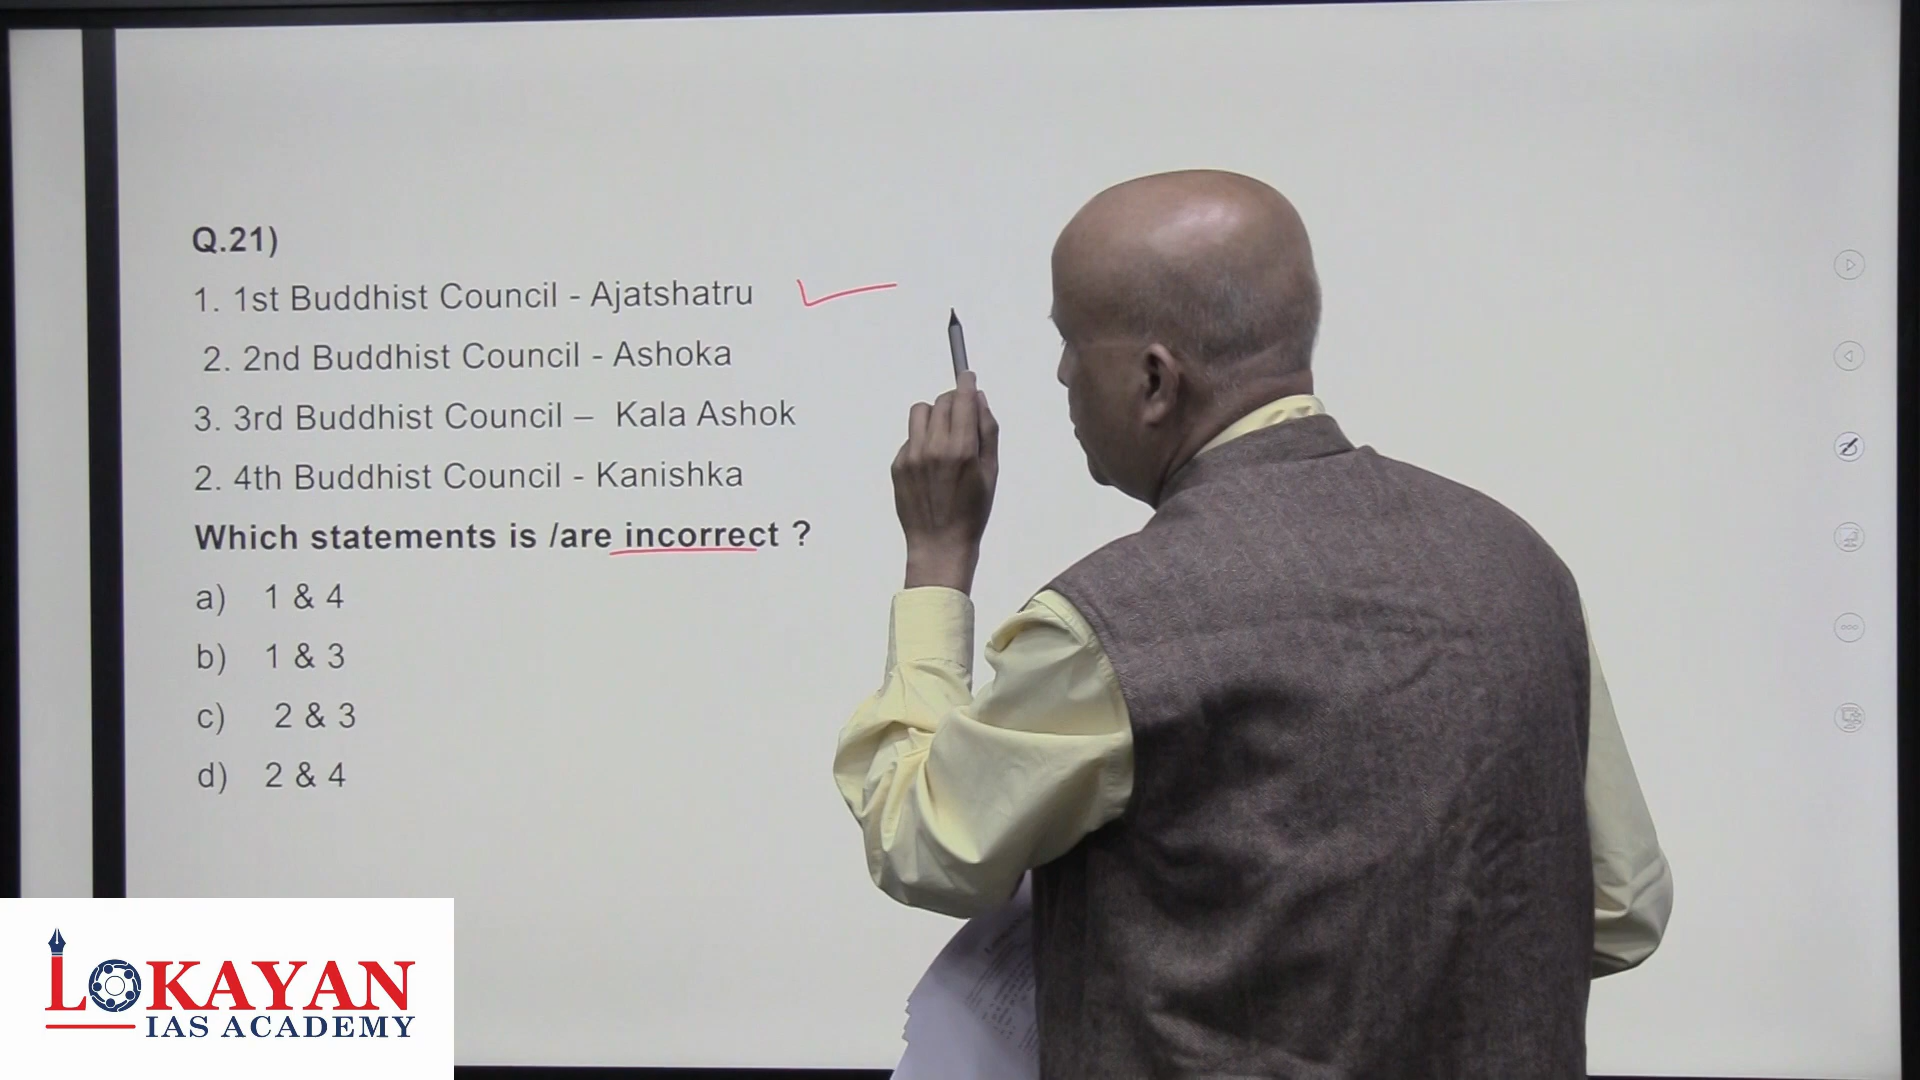 Q.21)
1. 1st Buddhist Council - Ajatshatru
2. 2nd Buddhist Council - Ashoka
3. 3rd Buddhist Council – Kala Ashok
2. 4th Buddhist Council - Kanishka
Which statements is /are incorrect ?
a) 1 & 4
b) 1 & 3
c) 2 & 3
d) 2 & 4
LOKAYAN
IAS ACADEMY